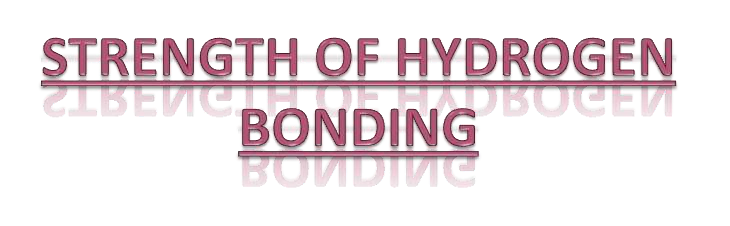 STRENGTH OF HYDROGEN
BONDING